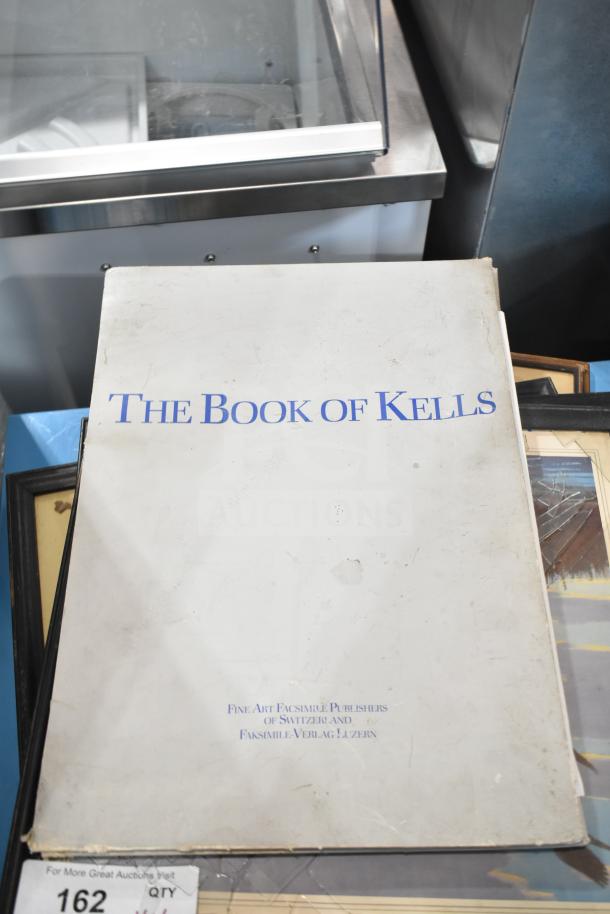 THE BOOK OF KELLS
AUCTIONS
FINE ART FACSIMILE PUBLISHERS
OF SWITZERLAND
FAKSIMILE-VERLAG LUZERN
For More Great Auctions Visit
162 QTY